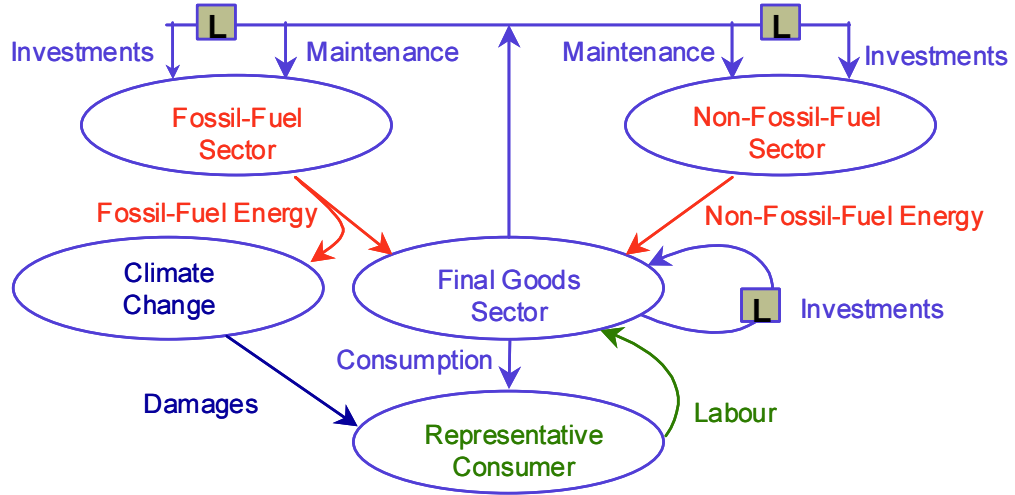 L
L
Investments
Maintenance
Maintenance
Investments
Fossil-Fuel
Sector
Non-Fossil-Fuel
Sector
Fossil-Fuel Energy
Non-Fossil-Fuel Energy
Climate
Change
Final Goods
Sector
L
Investments
Consumption
Damages
Labour
Representative
Consumer